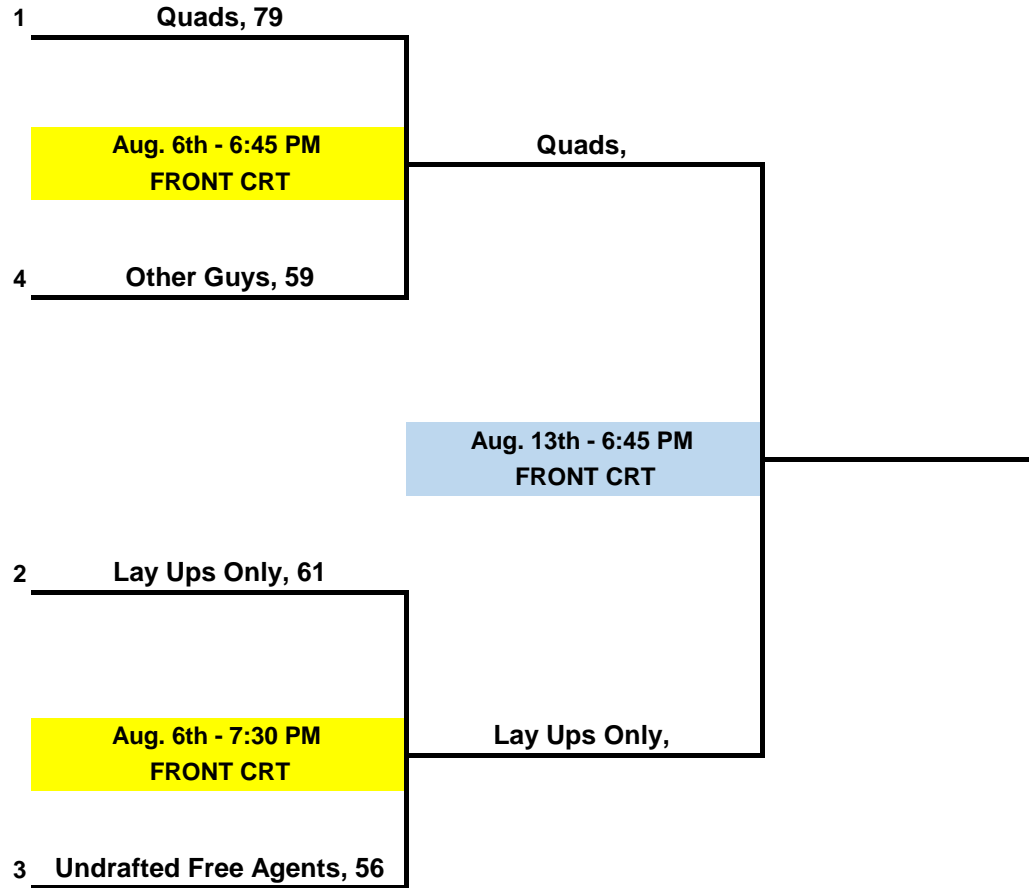 1 Quads, 79
Aug. 6th - 6:45 PM
FRONT CRT
Quads,
4 Other Guys, 59
Aug. 13th - 6:45 PM
FRONT CRT
2 Lay Ups Only, 61
Aug. 6th - 7:30 PM
FRONT CRT
Lay Ups Only,
3 Undrafted Free Agents, 56